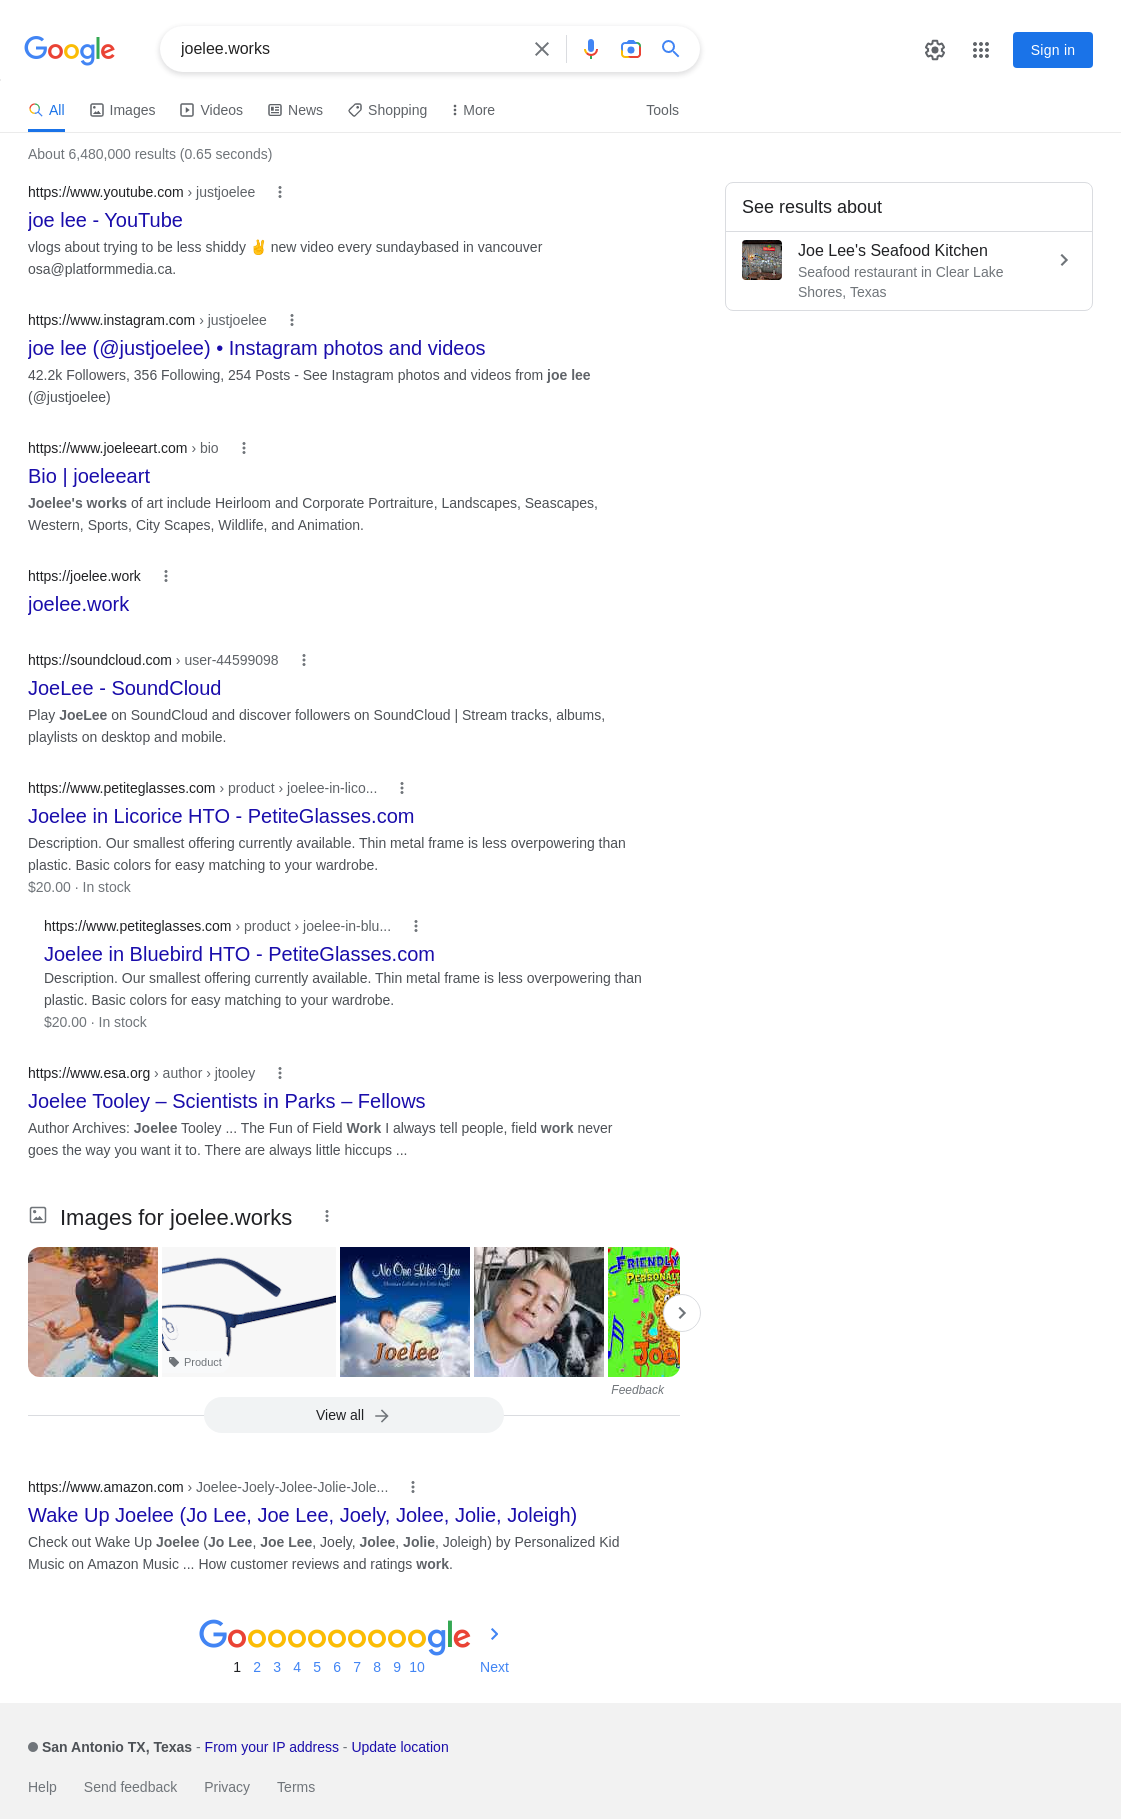 Google
joelee.works
Sign in
All Images Videos News Shopping More Tools
About 6,480,000 results (0.65 seconds)
https://www.youtube.com › justjoelee
joe lee - YouTube
vlogs about trying to be less shiddy ✌ new video every sundaybased in vancouver
osa@platformmedia.ca.
https://www.instagram.com › justjoelee
joe lee (@justjoelee) • Instagram photos and videos
42.2k Followers, 356 Following, 254 Posts - See Instagram photos and videos from joe lee
(@justjoelee)
https://www.joeleeart.com › bio
Bio | joeleeart
Joelee's works of art include Heirloom and Corporate Portraiture, Landscapes, Seascapes,
Western, Sports, City Scapes, Wildlife, and Animation.
https://joelee.work
joelee.work
https://soundcloud.com › user-44599098
JoeLee - SoundCloud
Play JoeLee on SoundCloud and discover followers on SoundCloud | Stream tracks, albums,
playlists on desktop and mobile.
https://www.petiteglasses.com › product › joelee-in-lico...
Joelee in Licorice HTO - PetiteGlasses.com
Description. Our smallest offering currently available. Thin metal frame is less overpowering than
plastic. Basic colors for easy matching to your wardrobe.
$20.00 · In stock
https://www.petiteglasses.com › product › joelee-in-blu...
Joelee in Bluebird HTO - PetiteGlasses.com
Description. Our smallest offering currently available. Thin metal frame is less overpowering than
plastic. Basic colors for easy matching to your wardrobe.
$20.00 · In stock
https://www.esa.org › author › jtooley
Joelee Tooley – Scientists in Parks – Fellows
Author Archives: Joelee Tooley ... The Fun of Field Work I always tell people, field work never
goes the way you want it to. There are always little hiccups ...
Images for joelee.works
Product
No One Like You
Joelee
FRIENDLY
PERSONAL
Joe
Feedback
View all
https://www.amazon.com › Joelee-Joely-Jolee-Jolie-Jole...
Wake Up Joelee (Jo Lee, Joe Lee, Joely, Jolee, Jolie, Joleigh)
Check out Wake Up Joelee (Jo Lee, Joe Lee, Joely, Jolee, Jolie, Joleigh) by Personalized Kid
Music on Amazon Music ... How customer reviews and ratings work.
Goooooooooogle
1 2 3 4 5 6 7 8 9 10 Next
San Antonio TX, Texas - From your IP address - Update location
Help Send feedback Privacy Terms
See results about
Joe Lee's Seafood Kitchen
Seafood restaurant in Clear Lake
Shores, Texas